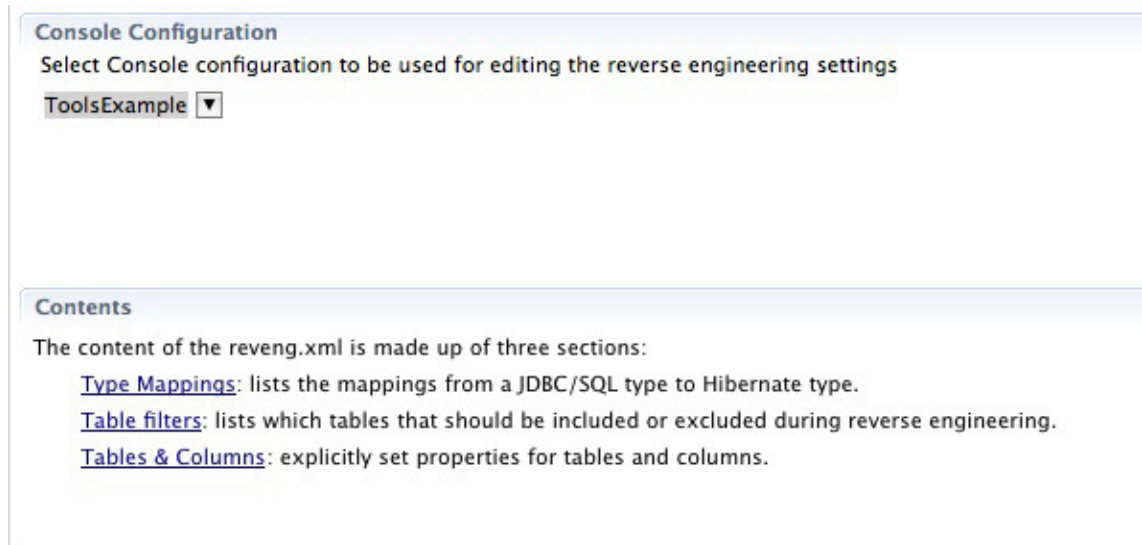 Console Configuration
Select Console configuration to be used for editing the reverse engineering settings
ToolsExample
Contents
The content of the reveng.xml is made up of three sections:
Type Mappings: lists the mappings from a JDBC/SQL type to Hibernate type.
Table filters: lists which tables that should be included or excluded during reverse engineering.
Tables & Columns: explicitly set properties for tables and columns.